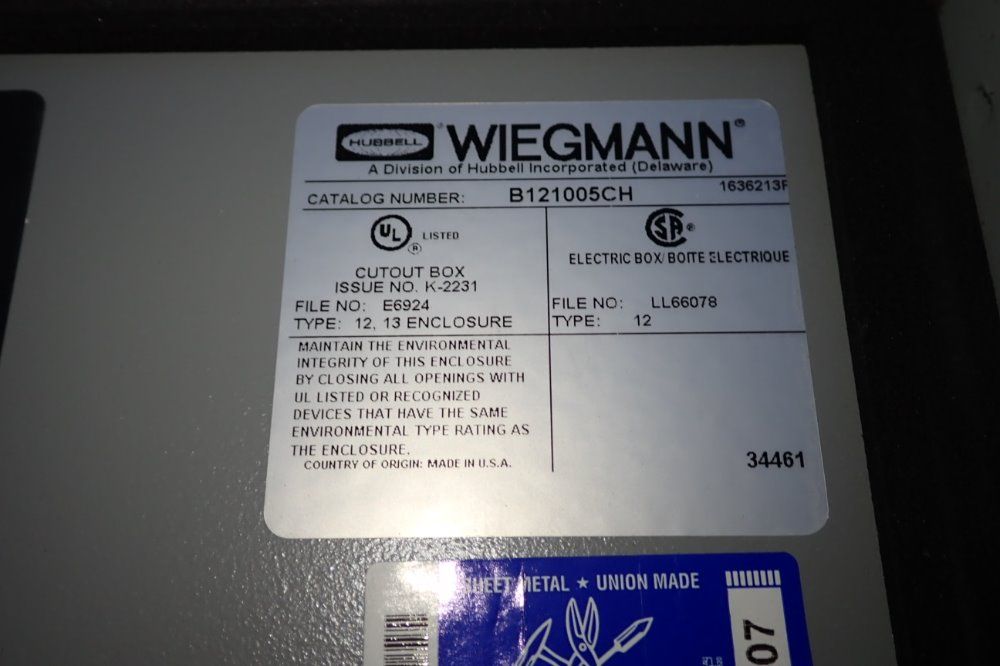 HUBBELL® WIEGMANN®
A Division of Hubbell Incorporated (Delaware)
1636213F
CATALOG NUMBER: B121005CH
UL ® LISTED
CUTOUT BOX
ISSUE NO. K-2231
FILE NO: E6924
TYPE: 12, 13 ENCLOSURE
SA ®
ELECTRIC BOX/BOITE ELECTRIQUE
FILE NO: LL66078
TYPE: 12
MAINTAIN THE ENVIRONMENTAL
INTEGRITY OF THIS ENCLOSURE
BY CLOSING ALL OPENINGS WITH
UL LISTED OR RECOGNIZED
DEVICES THAT HAVE THE SAME
ENVIRONMENTAL TYPE RATING AS
THE ENCLOSURE.
COUNTRY OF ORIGIN: MADE IN U.S.A.
34461
SHEET METAL ★ UNION MADE
07